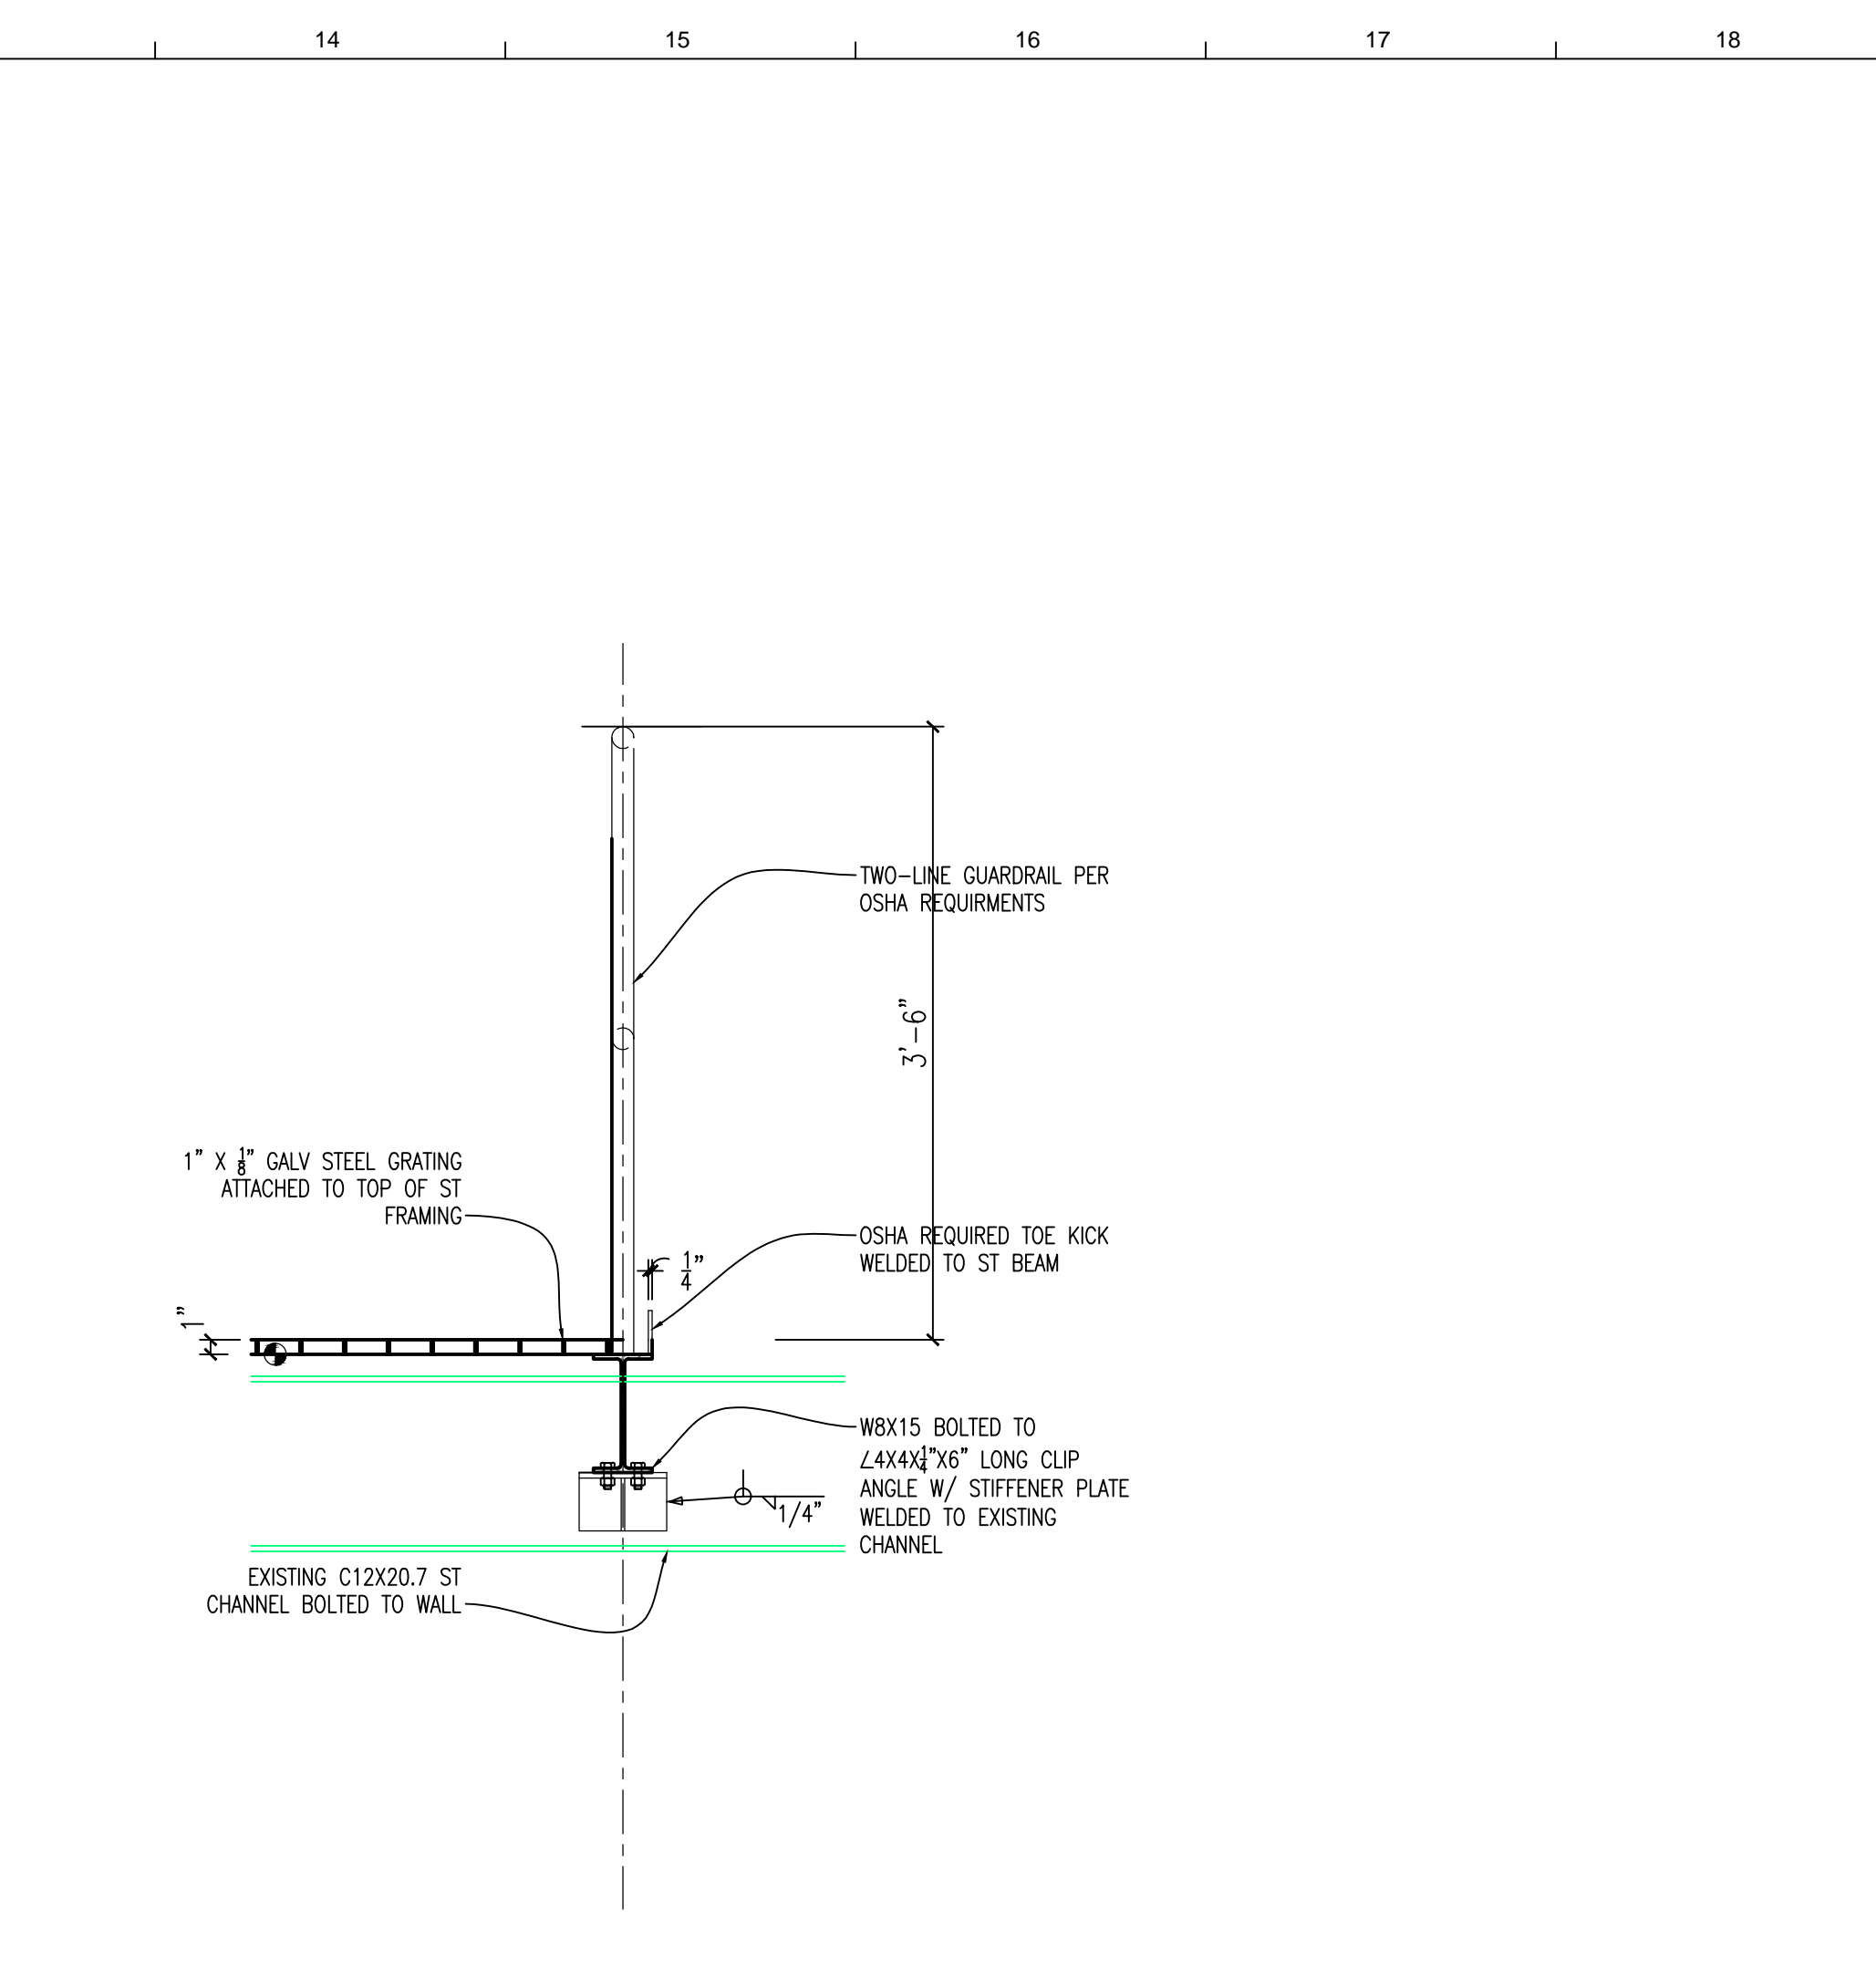 14 15 16 17 18
TWO-LINE GUARDRAIL PER
OSHA REQUIRMENTS
3'-6"
1" X 1/8" GALV STEEL GRATING
ATTACHED TO TOP OF ST
FRAMING
OSHA REQUIRED TOE KICK
WELDED TO ST BEAM
1/4"
1"
W8X15 BOLTED TO
∠4X4X1/4"X6" LONG CLIP
ANGLE W/ STIFFENER PLATE
WELDED TO EXISTING
CHANNEL
1/4"
EXISTING C12X20.7 ST
CHANNEL BOLTED TO WALL